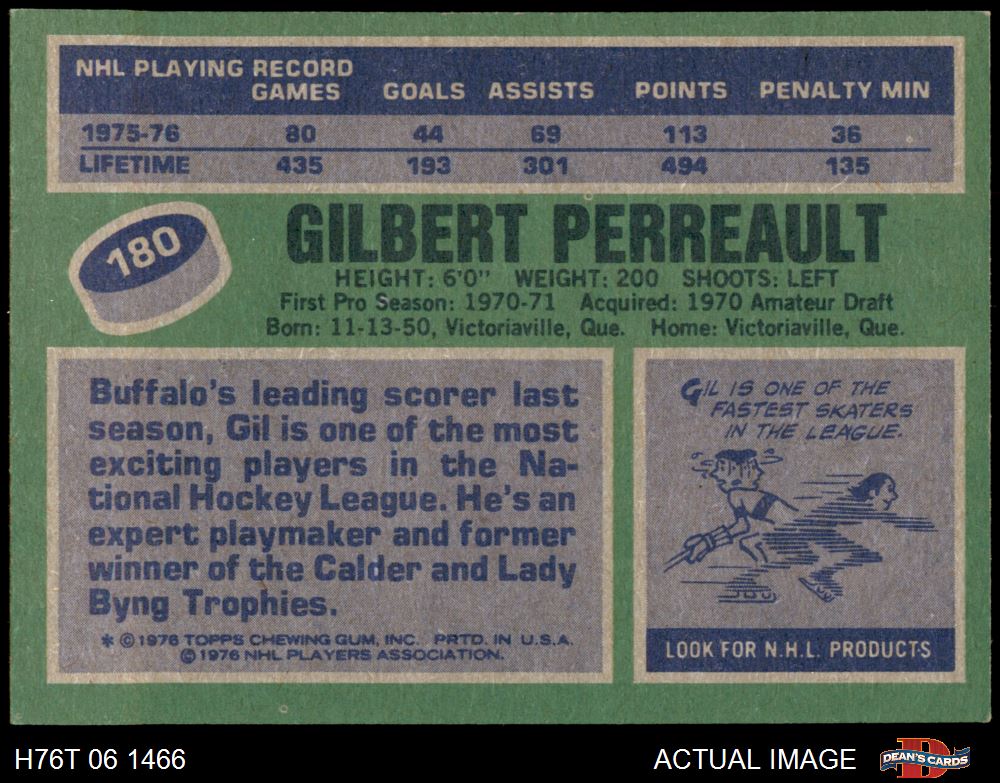 NHL PLAYING RECORD
GAMES GOALS ASSISTS POINTS PENALTY MIN
1975-76 80 44 69 113 36
LIFETIME 435 193 301 494 135
180
GILBERT PERREAULT
HEIGHT: 6'0" WEIGHT: 200 SHOOTS: LEFT
First Pro Season: 1970-71 Acquired: 1970 Amateur Draft
Born: 11-13-50, Victoriaville, Que. Home: Victoriaville, Que.
Buffalo's leading scorer last
season, Gil is one of the most
exciting players in the Na-
tional Hockey League. He's an
expert playmaker and former
winner of the Calder and Lady
Byng Trophies.
* © 1976 TOPPS CHEWING GUM, INC. PRTD. IN U.S.A.
© 1976 NHL PLAYERS ASSOCIATION.
GIL IS ONE OF THE
FASTEST SKATERS
IN THE LEAGUE.
LOOK FOR N.H.L. PRODUCTS
H76T 06 1466
ACTUAL IMAGE
D
DEAN'S CARDS